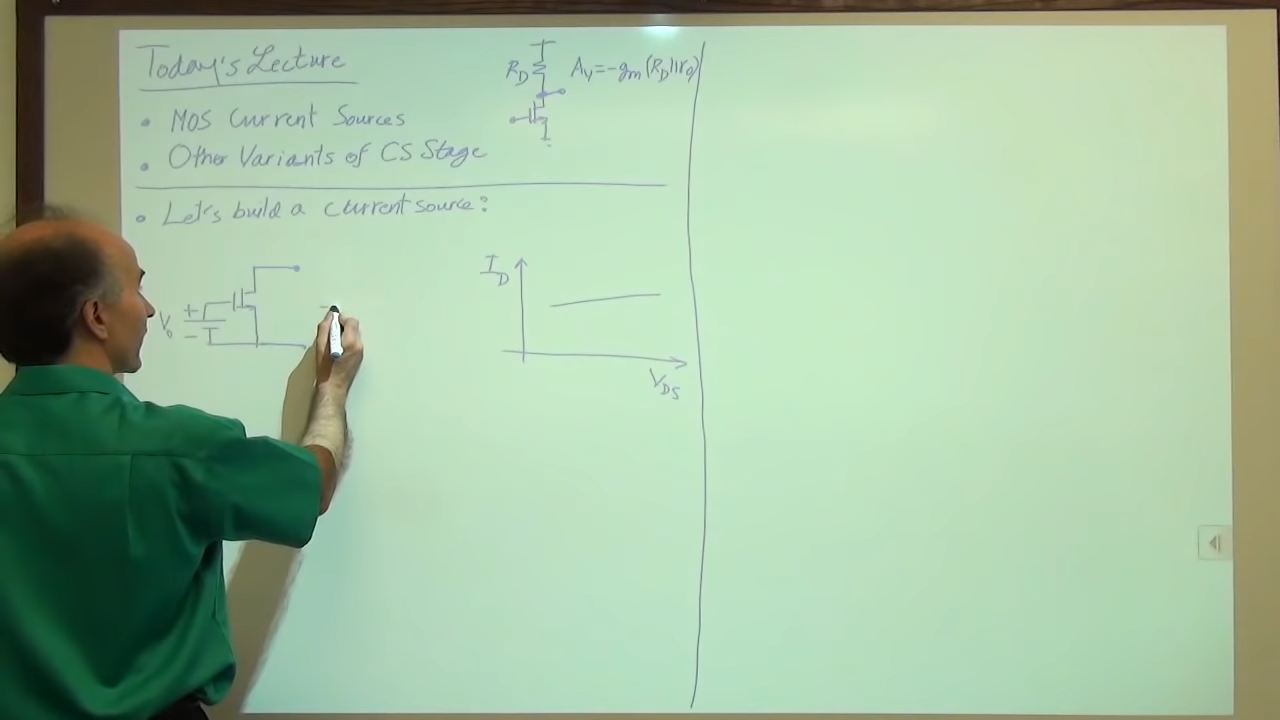 Today's Lecture
R_D A_v = -g_m (R_D || r_o)
• MOS Current Sources
• Other Variants of CS Stage
• Let's build a current source:
I_D
+
V_o
−
V_DS